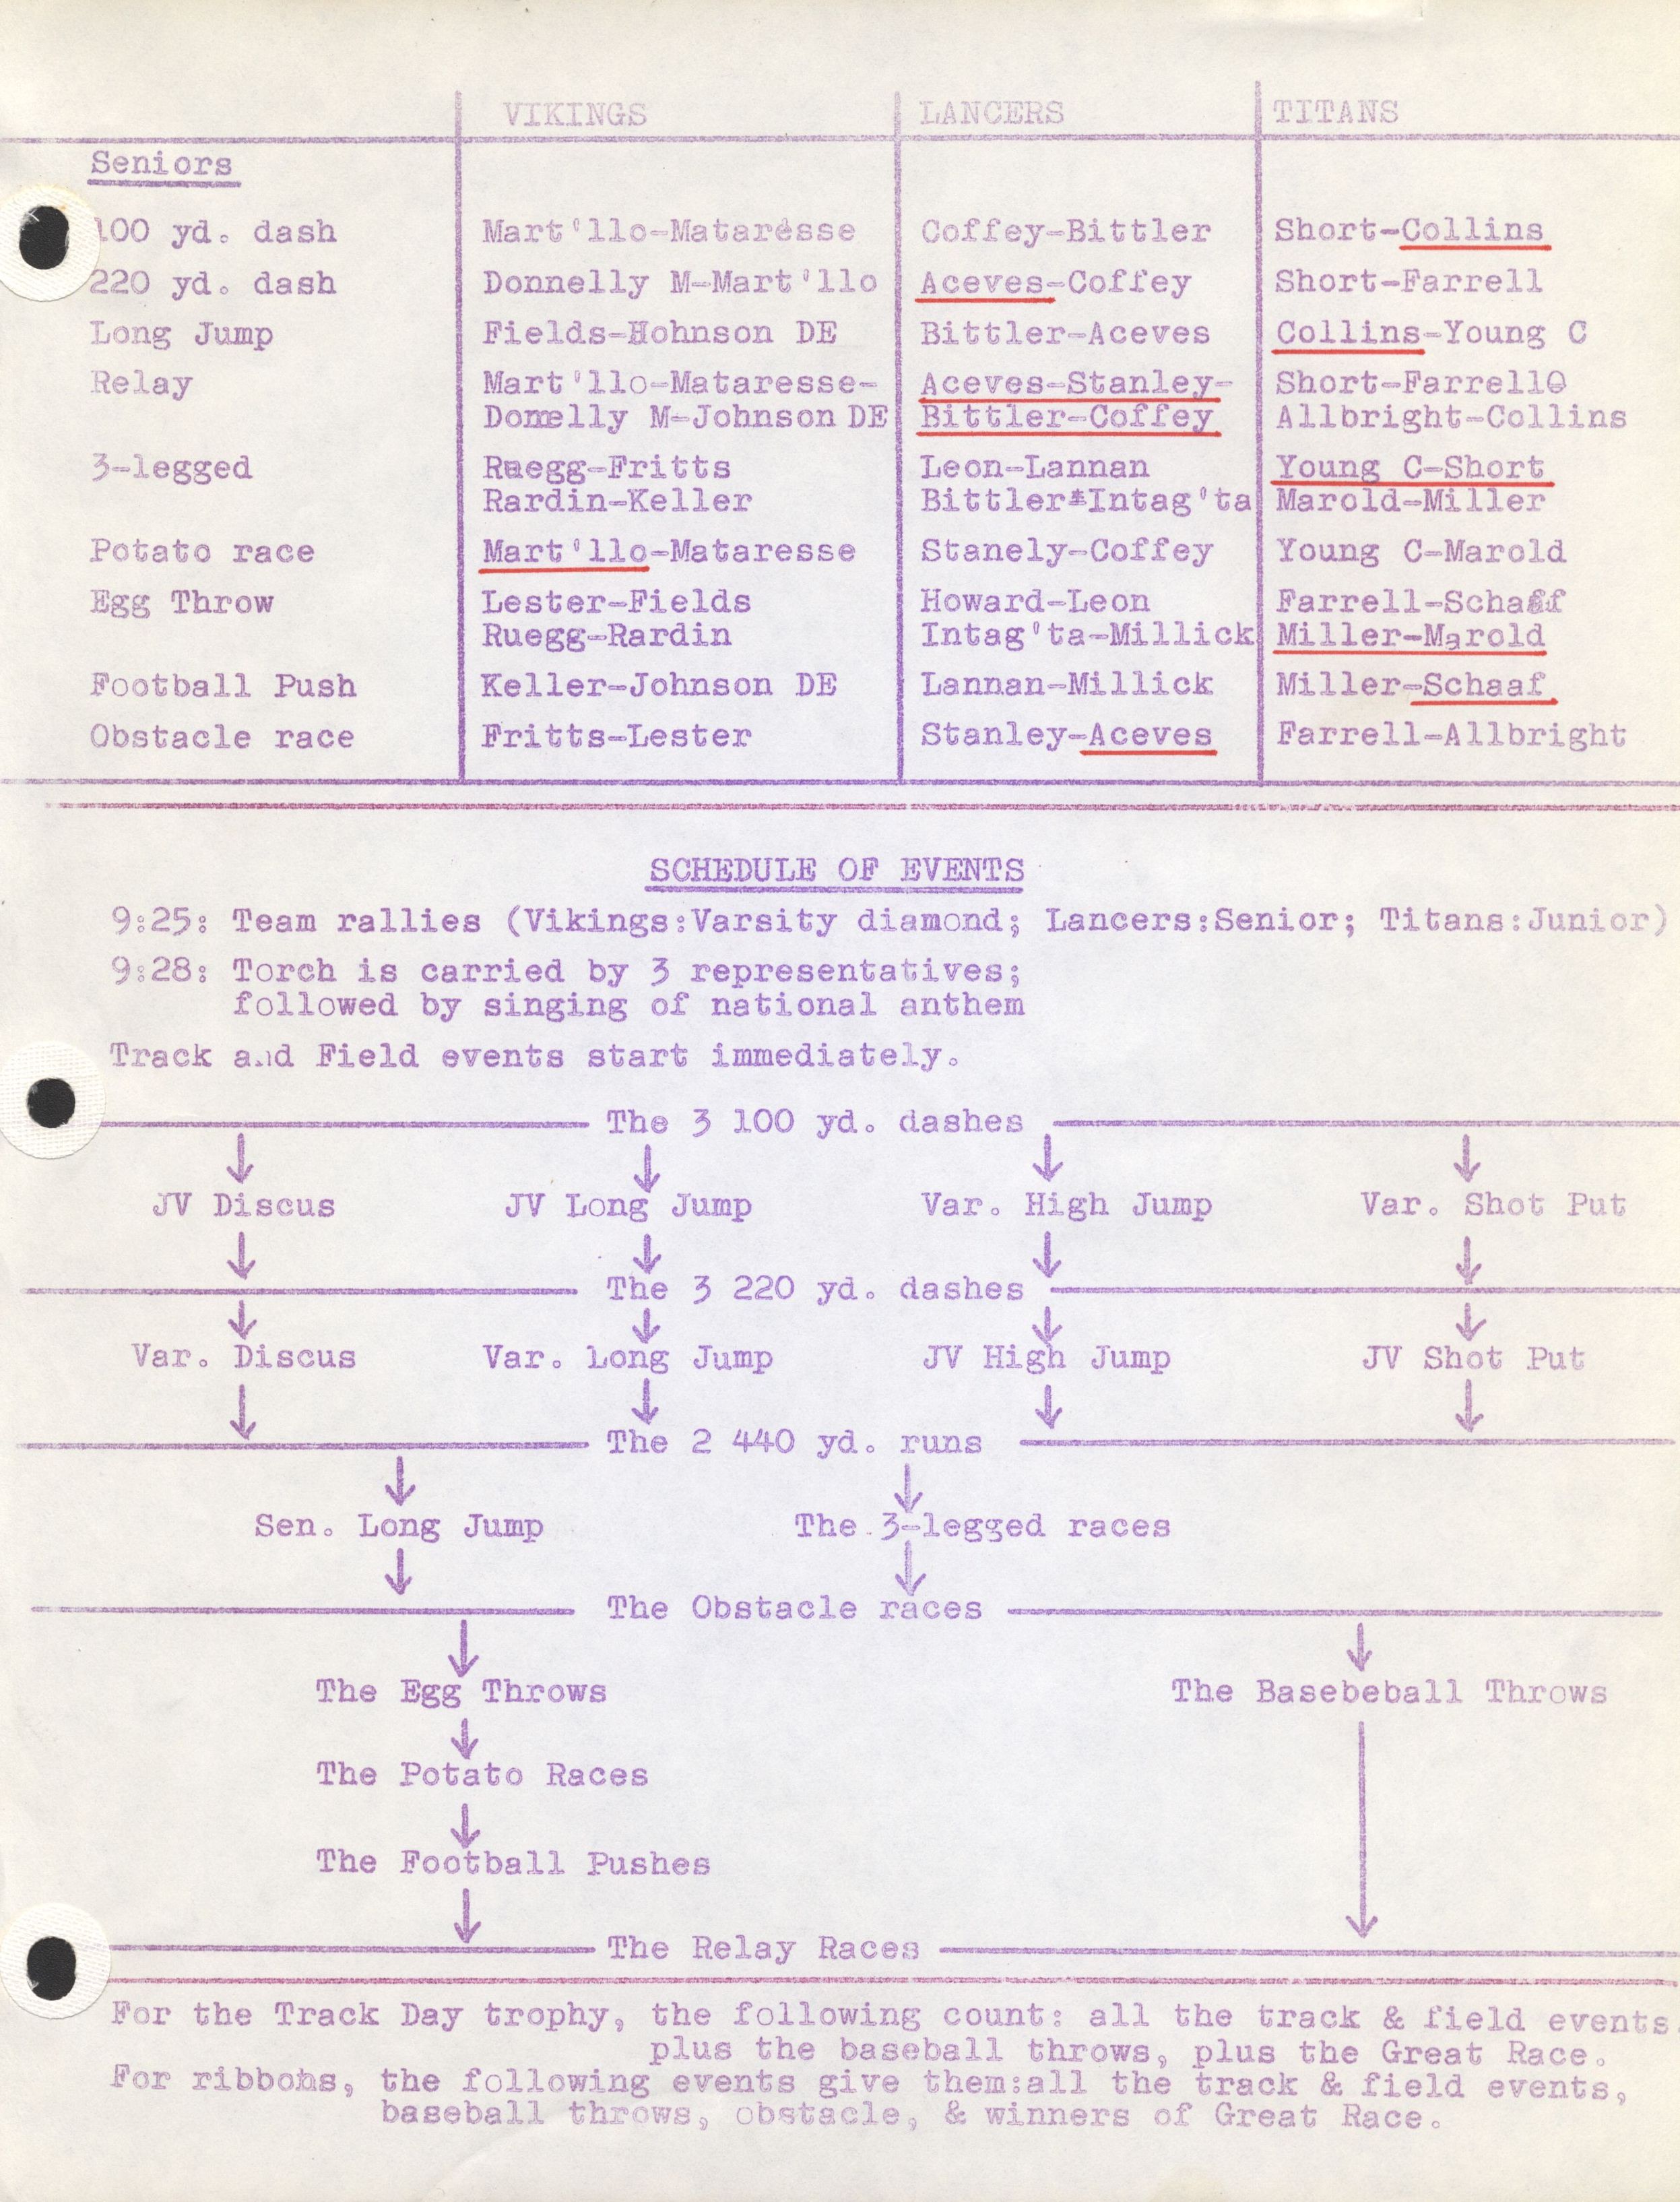 VIKINGS LANCERS TITANS
Seniors
100 yd. dash Mart'llo-Mataresse Coffey-Bittler Short-Collins
220 yd. dash Donnelly M-Mart'llo Aceves-Coffey Short-Farrell
Long Jump Fields-Hohnson DE Bittler-Aceves Collins-Young C
Relay Mart'llo-Mataresse- Aceves-Stanley- Short-Farrell
Donnelly M-Johnson DE Bittler-Coffey Allbright-Collins
3-legged Ruegg-Fritts Leon-Lannan Young C-Short
Rardin-Keller Bittler*Intag'ta Marold-Miller
Potato race Mart'llo-Mataresse Stanely-Coffey Young C-Marold
Egg Throw Lester-Fields Howard-Leon Farrell-Schaff
Ruegg-Rardin Intag'ta-Millick Miller-Marold
Football Push Keller-Johnson DE Lannan-Millick Miller-Schaaf
Obstacle race Fritts-Lester Stanley-Aceves Farrell-Allbright
SCHEDULE OF EVENTS
9:25: Team rallies (Vikings:Varsity diamond; Lancers:Senior; Titans:Junior)
9:28: Torch is carried by 3 representatives;
followed by singing of national anthem
Track and Field events start immediately.
The 3 100 yd. dashes
JV Discus JV Long Jump Var. High Jump Var. Shot Put
The 3 220 yd. dashes
Var. Discus Var. Long Jump JV High Jump JV Shot Put
The 2 440 yd. runs
Sen. Long Jump The 3-legged races
The Obstacle races
The Egg Throws The Basebeball Throws
The Potato Races
The Football Pushes
The Relay Races
For the Track Day trophy, the following count: all the track & field events
plus the baseball throws, plus the Great Race.
For ribbons, the following events give them:all the track & field events,
baseball throws, obstacle, & winners of Great Race.